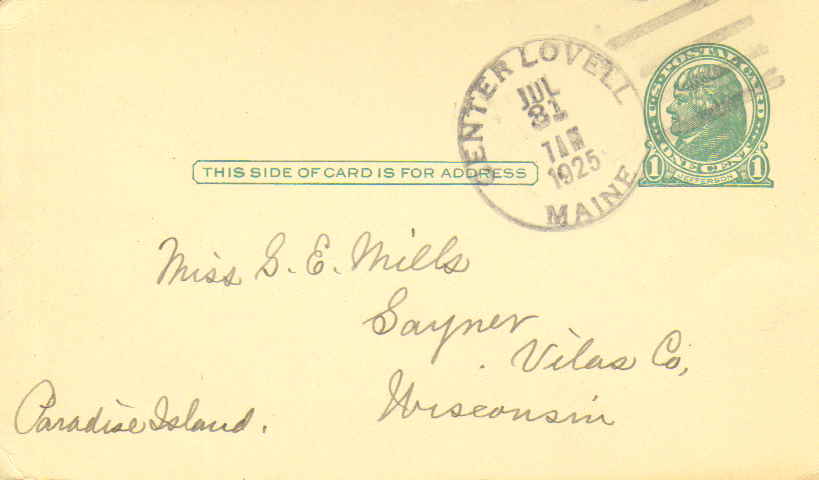 CENTER LOVELL
JUL
31
7 AM
1925
MAINE
U.S. POSTAL CARD
1 ONE CENT 1
JEFFERSON
THIS SIDE OF CARD IS FOR ADDRESS
Miss G. E. Mills
Sayner
Vilas Co,
Wisconsin
Paradise Island.